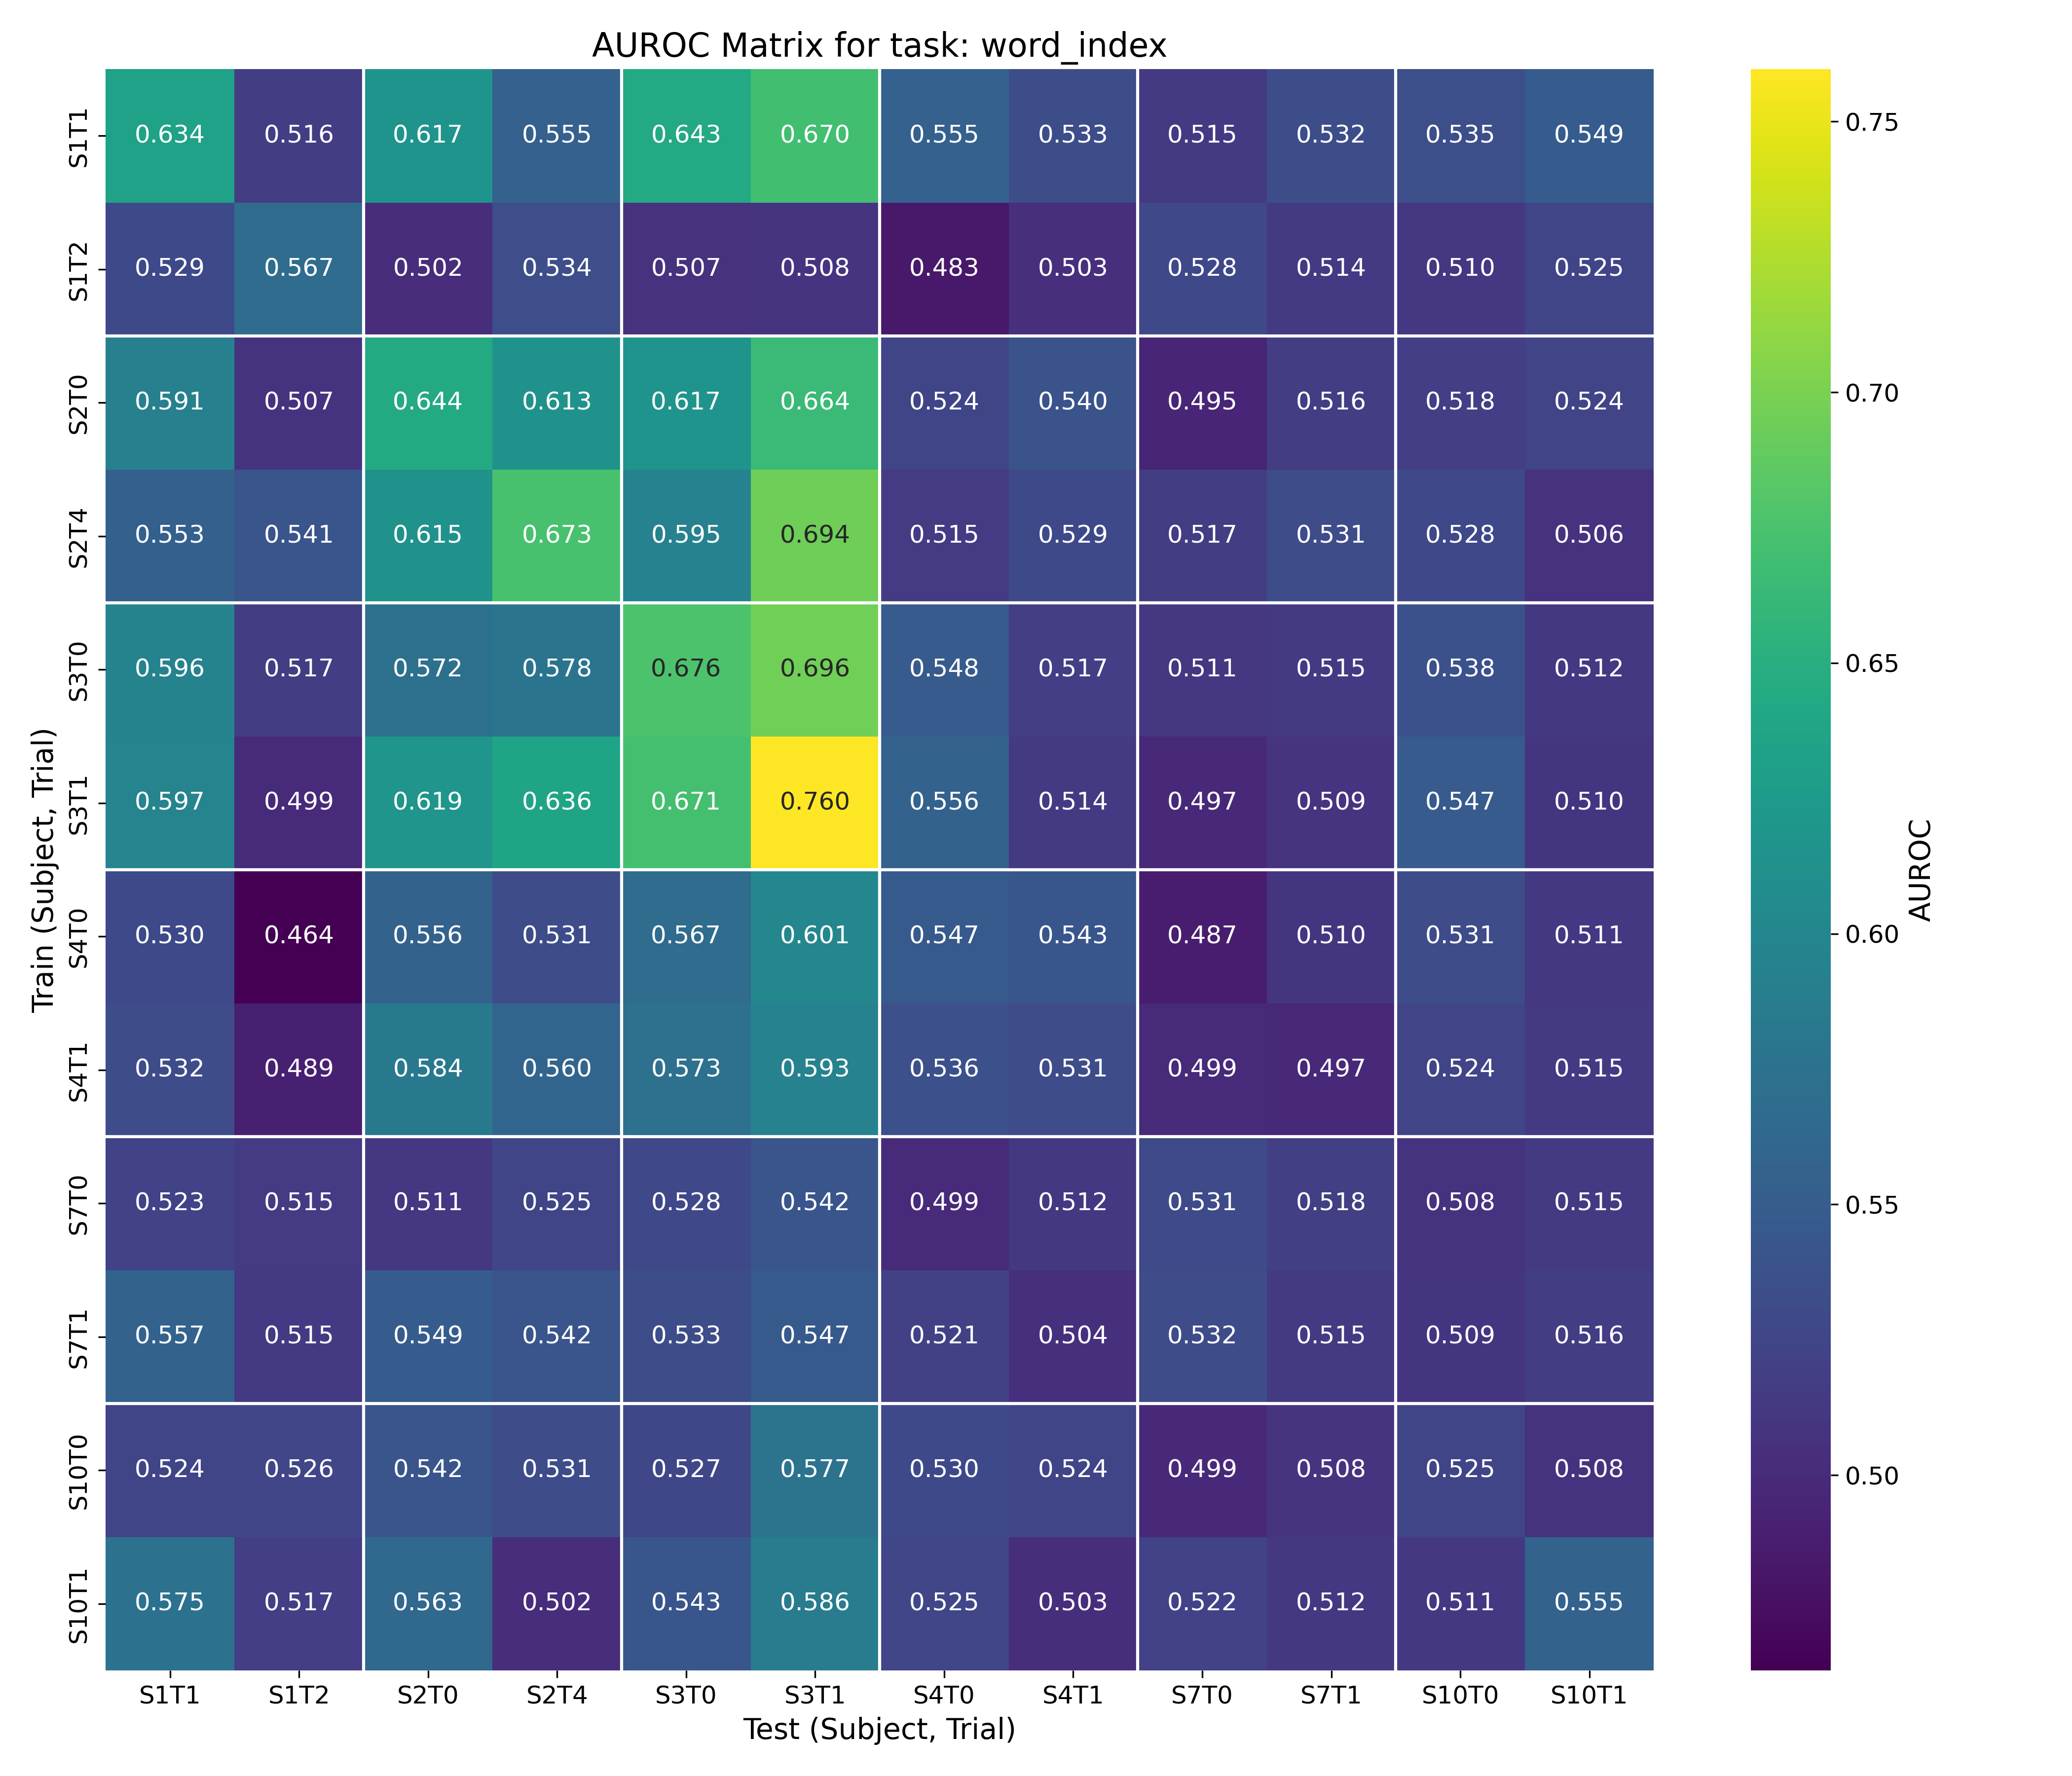 AUROC Matrix for task: word_index
S1T1 0.634 0.516 0.617 0.555 0.643 0.670 0.555 0.533 0.515 0.532 0.535 0.549
S1T2 0.529 0.567 0.502 0.534 0.507 0.508 0.483 0.503 0.528 0.514 0.510 0.525
S2T0 0.591 0.507 0.644 0.613 0.617 0.664 0.524 0.540 0.495 0.516 0.518 0.524
S2T4 0.553 0.541 0.615 0.673 0.595 0.694 0.515 0.529 0.517 0.531 0.528 0.506
S3T0 0.596 0.517 0.572 0.578 0.676 0.696 0.548 0.517 0.511 0.515 0.538 0.512
S3T1 0.597 0.499 0.619 0.636 0.671 0.760 0.556 0.514 0.497 0.509 0.547 0.510
S4T0 0.530 0.464 0.556 0.531 0.567 0.601 0.547 0.543 0.487 0.510 0.531 0.511
S4T1 0.532 0.489 0.584 0.560 0.573 0.593 0.536 0.531 0.499 0.497 0.524 0.515
S7T0 0.523 0.515 0.511 0.525 0.528 0.542 0.499 0.512 0.531 0.518 0.508 0.515
S7T1 0.557 0.515 0.549 0.542 0.533 0.547 0.521 0.504 0.532 0.515 0.509 0.516
S10T0 0.524 0.526 0.542 0.531 0.527 0.577 0.530 0.524 0.499 0.508 0.525 0.508
S10T1 0.575 0.517 0.563 0.502 0.543 0.586 0.525 0.503 0.522 0.512 0.511 0.555
S1T1 S1T2 S2T0 S2T4 S3T0 S3T1 S4T0 S4T1 S7T0 S7T1 S10T0 S10T1
Test (Subject, Trial)
Train (Subject, Trial)
0.75
0.70
0.65
0.60
0.55
0.50
AUROC